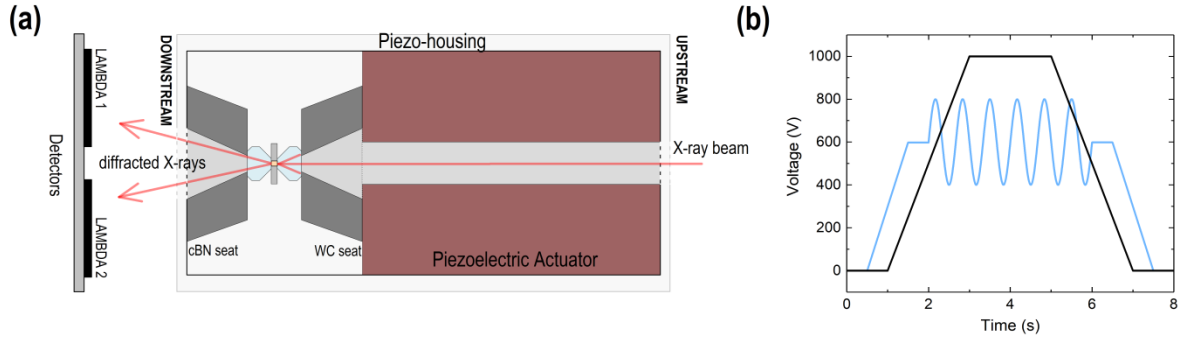 (a)
Piezo-housing
DOWNSTREAM
UPSTREAM
LAMBDA 1
Detectors
diffracted X-rays
X-ray beam
LAMBDA 2
cBN seat
WC seat
Piezoelectric Actuator
(b)
Voltage (V)
1000
800
600
400
200
0
0 2 4 6 8
Time (s)